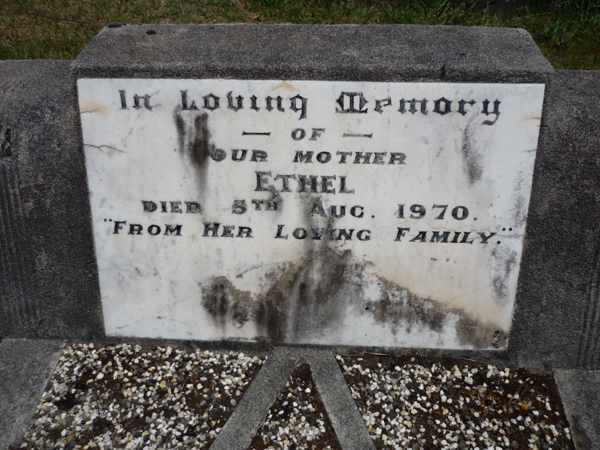 In Loving Memory
— OF —
OUR MOTHER
ETHEL
DIED 5TH AUG. 1970.
"FROM HER LOVING FAMILY."